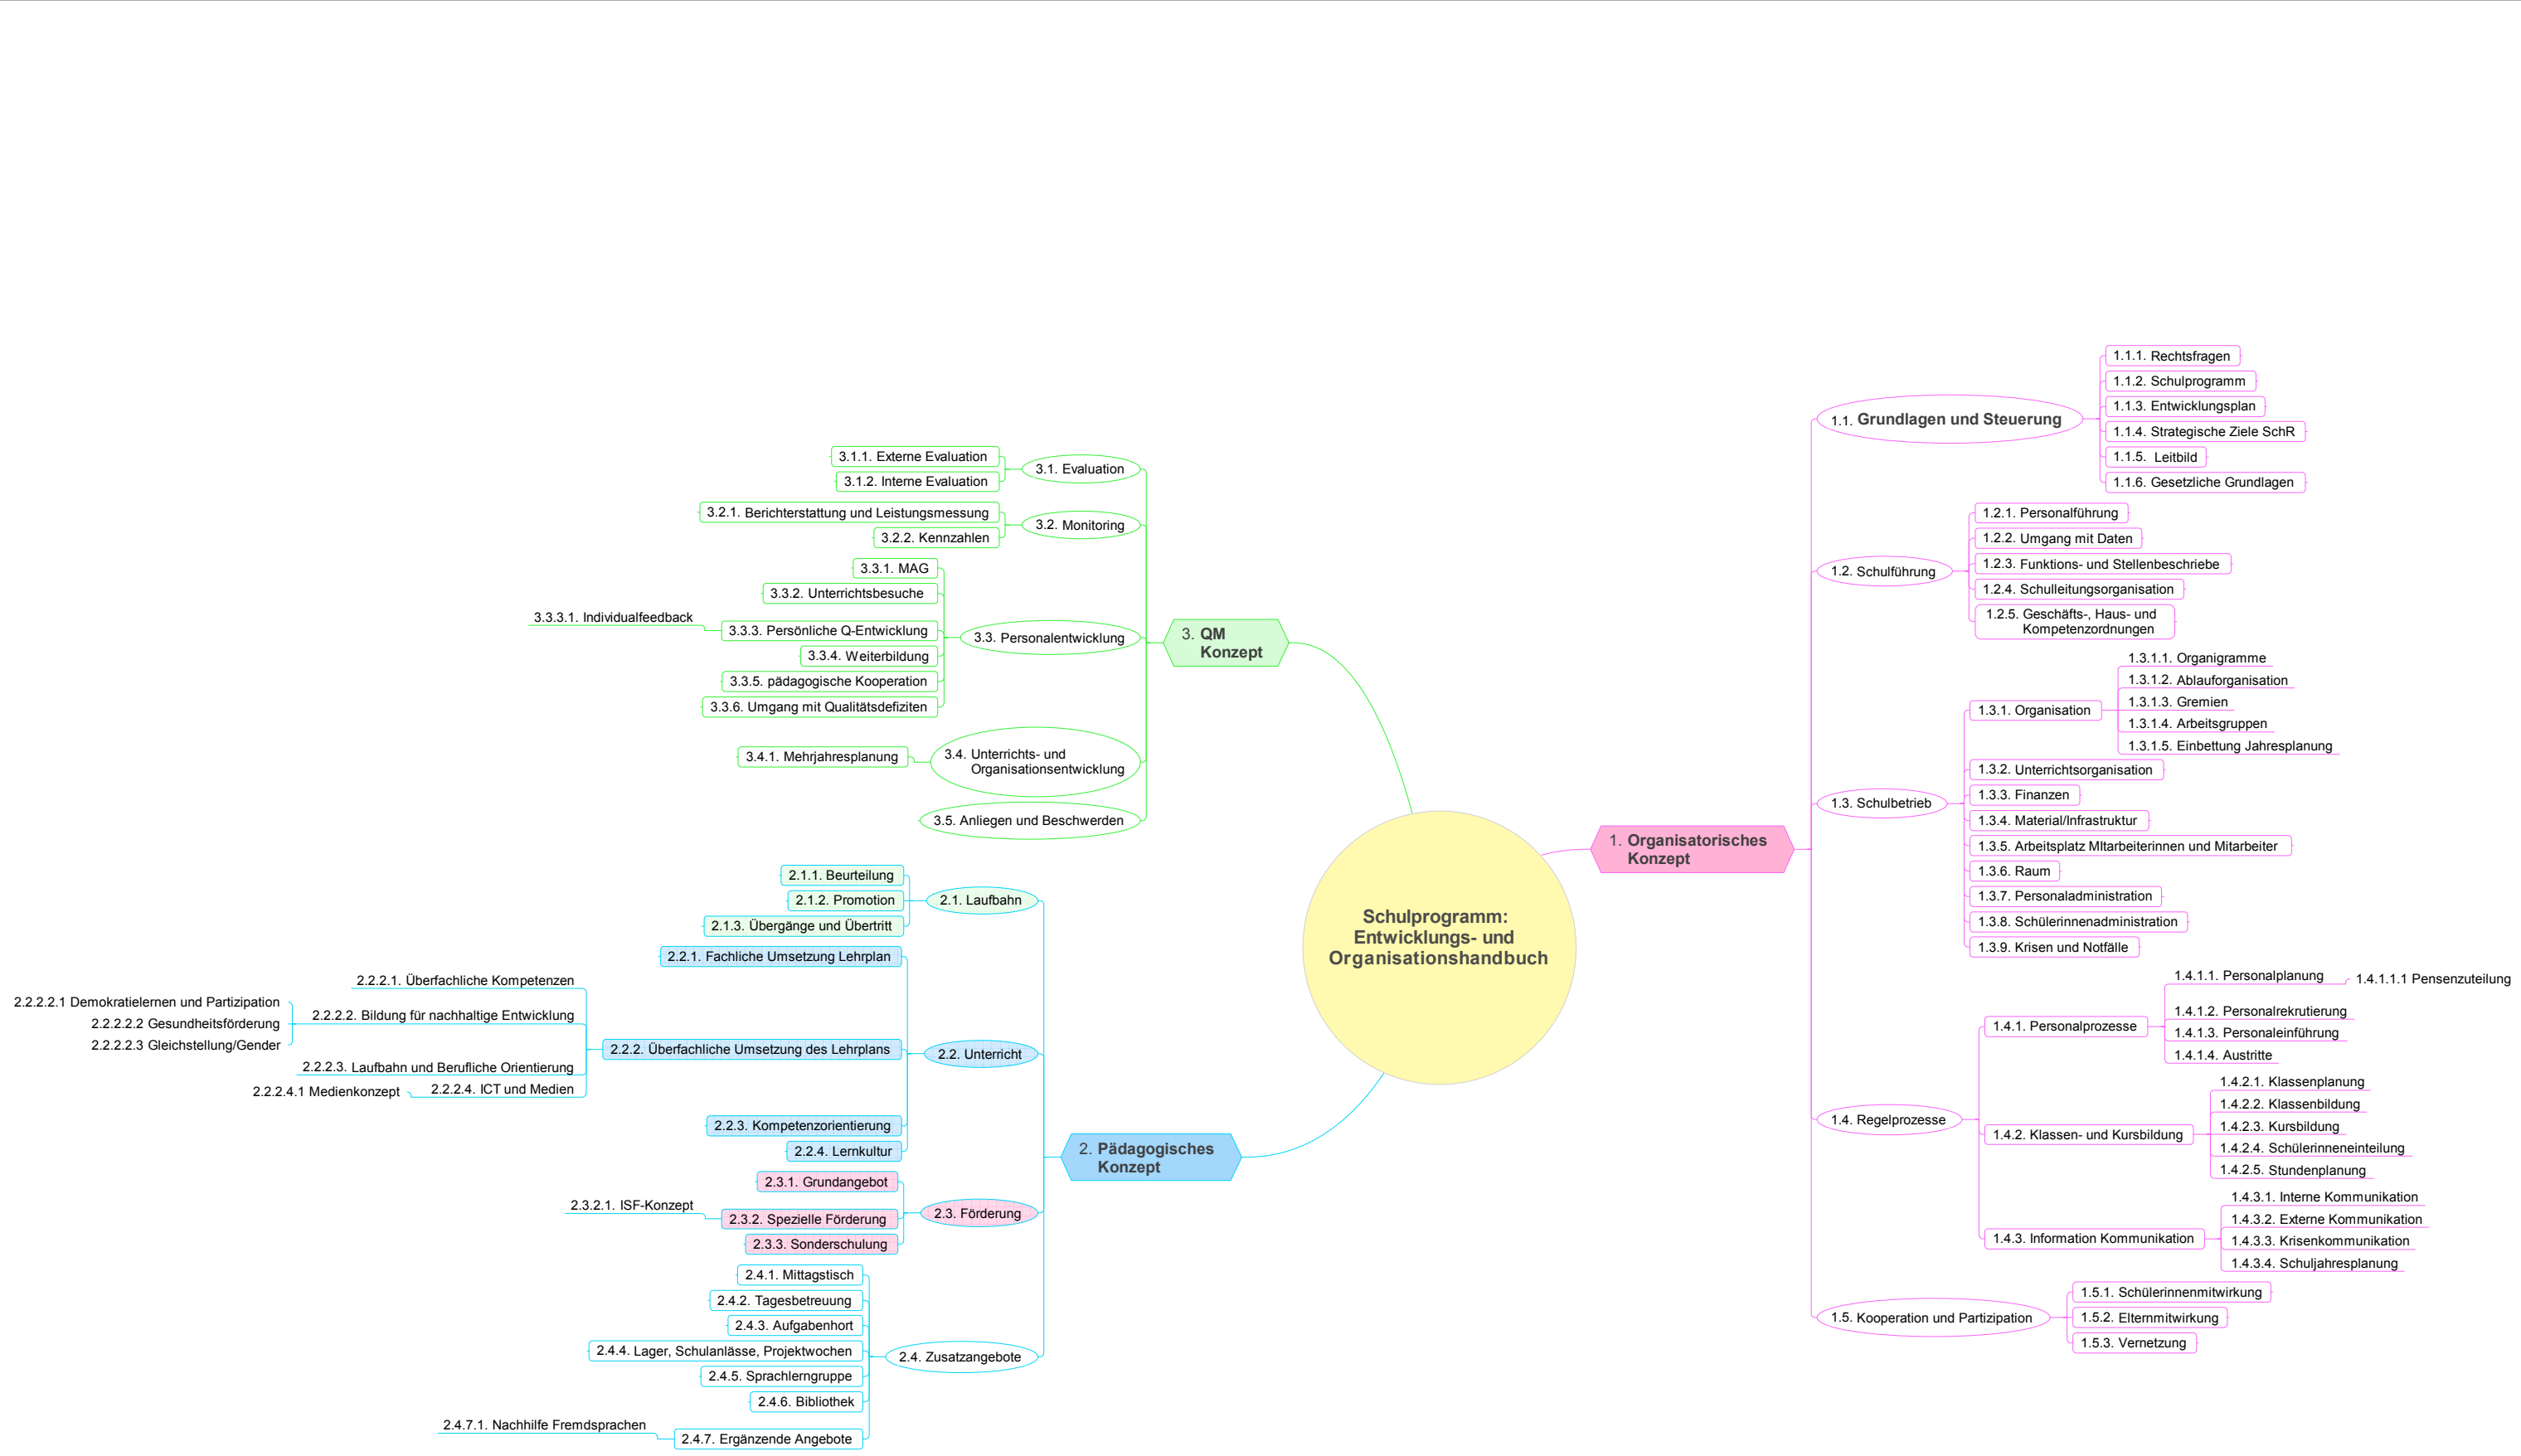 Schulprogramm:
Entwicklungs- und
Organisationshandbuch
1. Organisatorisches
Konzept
1.1. Grundlagen und Steuerung
1.1.1. Rechtsfragen
1.1.2. Schulprogramm
1.1.3. Entwicklungsplan
1.1.4. Strategische Ziele SchR
1.1.5. Leitbild
1.1.6. Gesetzliche Grundlagen
1.2. Schulführung
1.2.1. Personalführung
1.2.2. Umgang mit Daten
1.2.3. Funktions- und Stellenbeschriebe
1.2.4. Schulleitungsorganisation
1.2.5. Geschäfts-, Haus- und
Kompetenzordnungen
1.3. Schulbetrieb
1.3.1. Organisation
1.3.1.1. Organigramme
1.3.1.2. Ablauforganisation
1.3.1.3. Gremien
1.3.1.4. Arbeitsgruppen
1.3.1.5. Einbettung Jahresplanung
1.3.2. Unterrichtsorganisation
1.3.3. Finanzen
1.3.4. Material/Infrastruktur
1.3.5. Arbeitsplatz MItarbeiterinnen und Mitarbeiter
1.3.6. Raum
1.3.7. Personaladministration
1.3.8. Schülerinnenadministration
1.3.9. Krisen und Notfälle
1.4. Regelprozesse
1.4.1. Personalprozesse
1.4.1.1. Personalplanung
1.4.1.1.1 Pensenzuteilung
1.4.1.2. Personalrekrutierung
1.4.1.3. Personaleinführung
1.4.1.4. Austritte
1.4.2. Klassen- und Kursbildung
1.4.2.1. Klassenplanung
1.4.2.2. Klassenbildung
1.4.2.3. Kursbildung
1.4.2.4. Schülerinneneinteilung
1.4.2.5. Stundenplanung
1.4.3. Information Kommunikation
1.4.3.1. Interne Kommunikation
1.4.3.2. Externe Kommunikation
1.4.3.3. Krisenkommunikation
1.4.3.4. Schuljahresplanung
1.5. Kooperation und Partizipation
1.5.1. Schülerinnenmitwirkung
1.5.2. Elternmitwirkung
1.5.3. Vernetzung
2. Pädagogisches
Konzept
2.1. Laufbahn
2.1.1. Beurteilung
2.1.2. Promotion
2.1.3. Übergänge und Übertritt
2.2. Unterricht
2.2.1. Fachliche Umsetzung Lehrplan
2.2.2. Überfachliche Umsetzung des Lehrplans
2.2.2.1. Überfachliche Kompetenzen
2.2.2.2. Bildung für nachhaltige Entwicklung
2.2.2.2.1 Demokratielernen und Partizipation
2.2.2.2.2 Gesundheitsförderung
2.2.2.2.3 Gleichstellung/Gender
2.2.2.3. Laufbahn und Berufliche Orientierung
2.2.2.4. ICT und Medien
2.2.2.4.1 Medienkonzept
2.2.3. Kompetenzorientierung
2.2.4. Lernkultur
2.3. Förderung
2.3.1. Grundangebot
2.3.2. Spezielle Förderung
2.3.2.1. ISF-Konzept
2.3.3. Sonderschulung
2.4. Zusatzangebote
2.4.1. Mittagstisch
2.4.2. Tagesbetreuung
2.4.3. Aufgabenhort
2.4.4. Lager, Schulanlässe, Projektwochen
2.4.5. Sprachlerngruppe
2.4.6. Bibliothek
2.4.7. Ergänzende Angebote
2.4.7.1. Nachhilfe Fremdsprachen
3. QM
Konzept
3.1. Evaluation
3.1.1. Externe Evaluation
3.1.2. Interne Evaluation
3.2. Monitoring
3.2.1. Berichterstattung und Leistungsmessung
3.2.2. Kennzahlen
3.3. Personalentwicklung
3.3.1. MAG
3.3.2. Unterrichtsbesuche
3.3.3. Persönliche Q-Entwicklung
3.3.3.1. Individualfeedback
3.3.4. Weiterbildung
3.3.5. pädagogische Kooperation
3.3.6. Umgang mit Qualitätsdefiziten
3.4. Unterrichts- und
Organisationsentwicklung
3.4.1. Mehrjahresplanung
3.5. Anliegen und Beschwerden